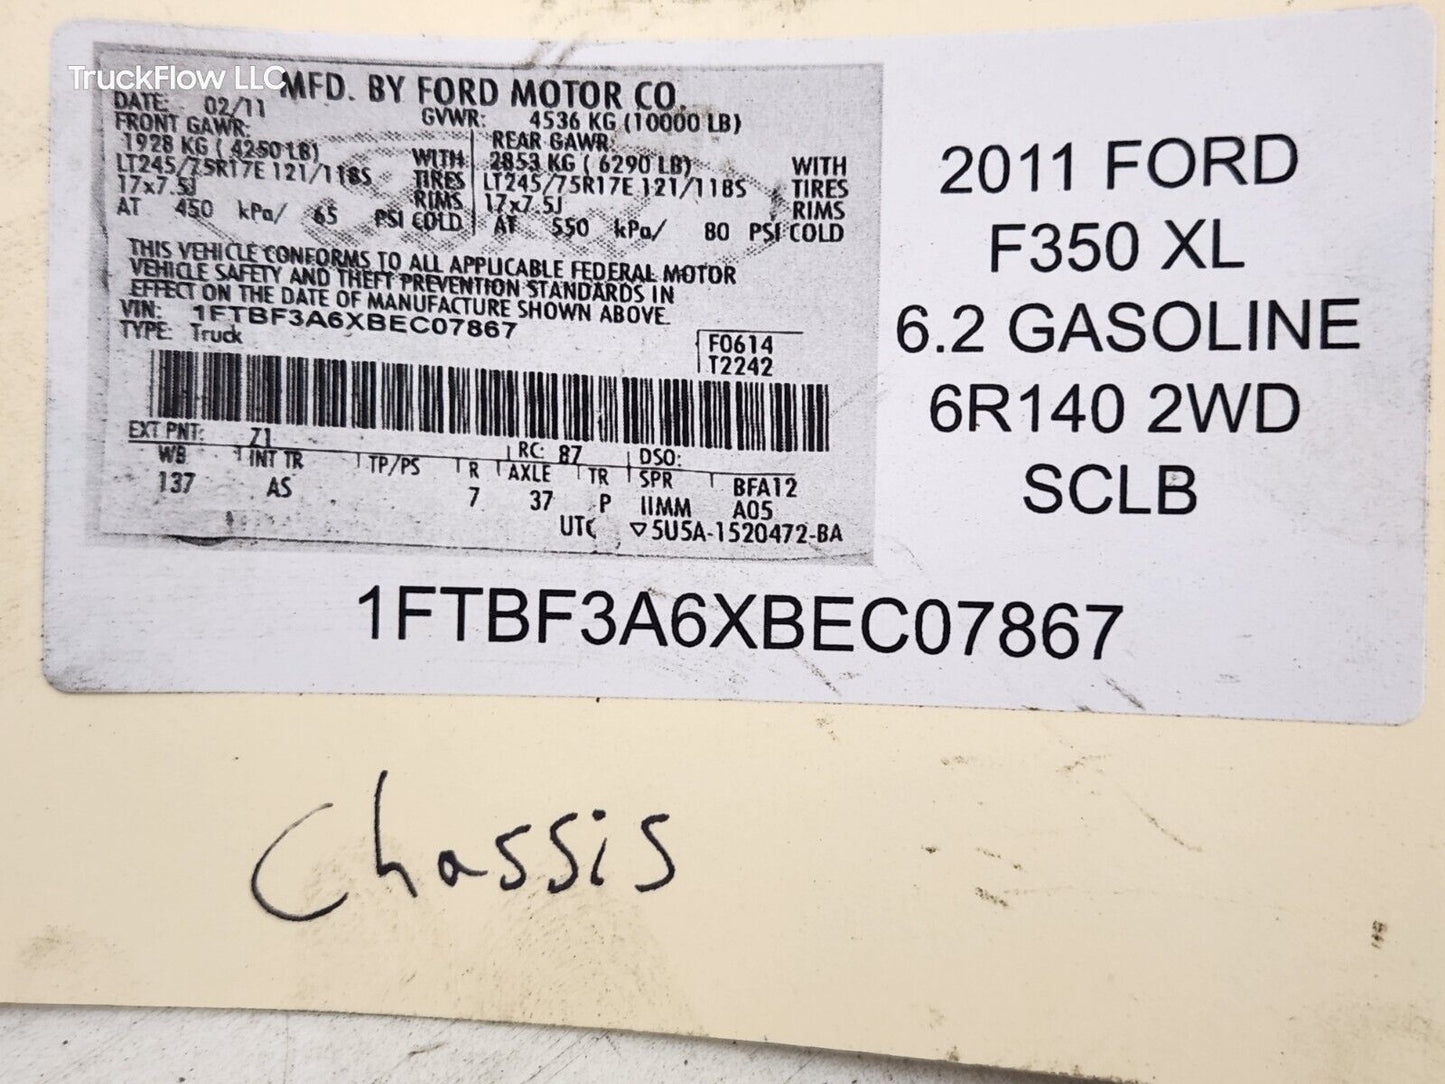 TruckFlow LLC
MFD. BY FORD MOTOR CO.
DATE: 02/11 GVWR: 4536 KG (10000 LB)
FRONT GAWR: REAR GAWR:
1928 KG ( 4250 LB) WITH 2853 KG ( 6290 LB) WITH
LT245/75R17E 121/118S TIRES LT245/75R17E 121/118S TIRES
17x7.5J RIMS 17x7.5J RIMS
AT 450 kPa/ 65 PSI COLD AT 550 kPa/ 80 PSI COLD
THIS VEHICLE CONFORMS TO ALL APPLICABLE FEDERAL MOTOR
VEHICLE SAFETY AND THEFT PREVENTION STANDARDS IN
EFFECT ON THE DATE OF MANUFACTURE SHOWN ABOVE.
VIN: 1FTBF3A6XBEC07867
TYPE: Truck
F0614
T2242
EXT PNT: Z1 RC: 87 DSO:
WB INT TR TP/PS R AXLE TR SPR BFA12
137 AS 7 37 P IIMM A05
UTC ▽5U5A-1520472-BA
2011 FORD
F350 XL
6.2 GASOLINE
6R140 2WD
SCLB
1FTBF3A6XBEC07867
Chassis